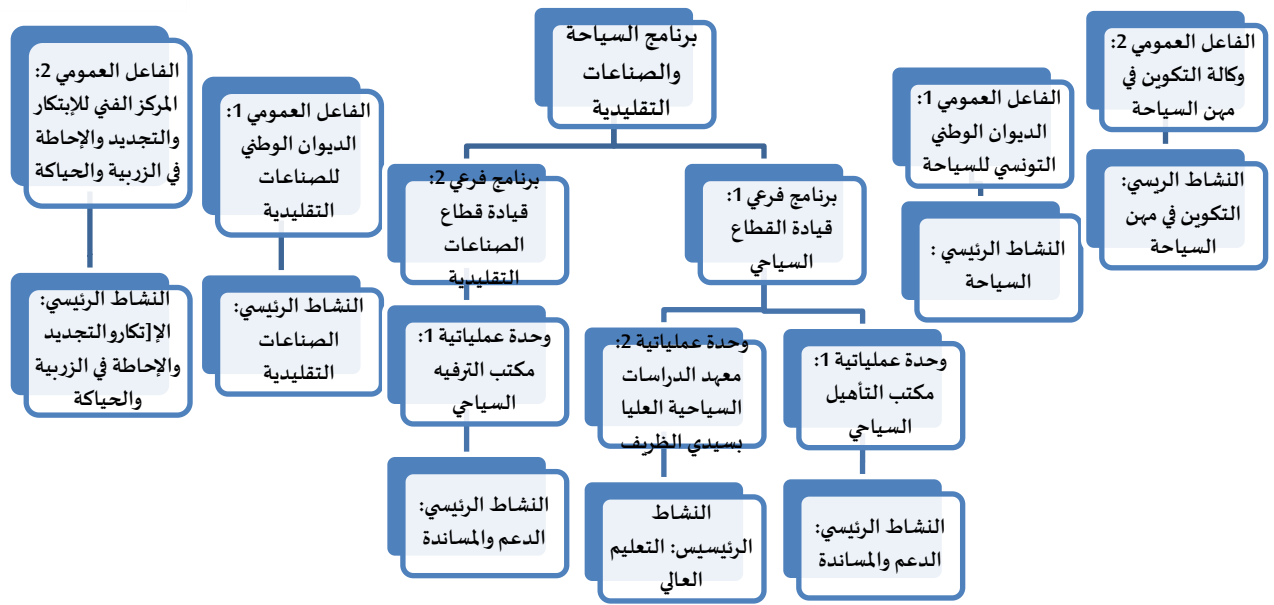 برنامج السياحة
والصناعات
التقليدية
الفاعل العمومي 2:
وكالة التكوين في
مهن السياحة
النشاط الريسي:
التكوين في مهن
السياحة
الفاعل العمومي 1:
الديوان الوطني
التونسي للسياحة
النشاط الرئيسي :
السياحة
برنامج فرعي 1:
قيادة القطاع
السياحي
وحدة عملياتية 1:
مكتب التأهيل
السياحي
النشاط الرئيسي:
الدعم والمساندة
وحدة عملياتية 2:
معهد الدراسات
السياحية العليا
بسيدي الظريف
النشاط
الرئيسيس: التعليم
العالي
برنامج فرعي 2:
قيادة قطاع
الصناعات
التقليدية
وحدة عملياتية 1:
مكتب الترفيه
السياحي
النشاط الرئيسي:
الدعم والمساندة
الفاعل العمومي 1:
الديوان الوطني
للصناعات
التقليدية
النشاط الرئيسي:
الصناعات
التقليدية
الفاعل العمومي 2:
المركز الفني للإبتكار
والتجديد والإحاطة
في الزربية والحياكة
النشاط الرئيسي:
الإ[تكاروالتجديد
والإحاطة في الزربية
والحياكة